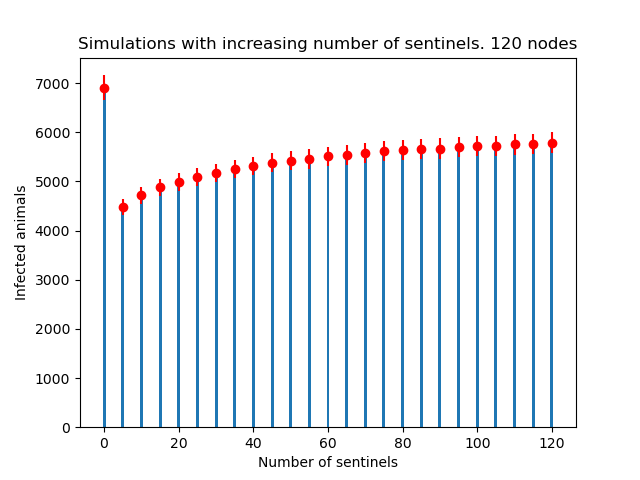 Simulations with increasing number of sentinels. 120 nodes
7000
6000
5000
4000
3000
2000
1000
0
Infected animals
0 20 40 60 80 100 120
Number of sentinels